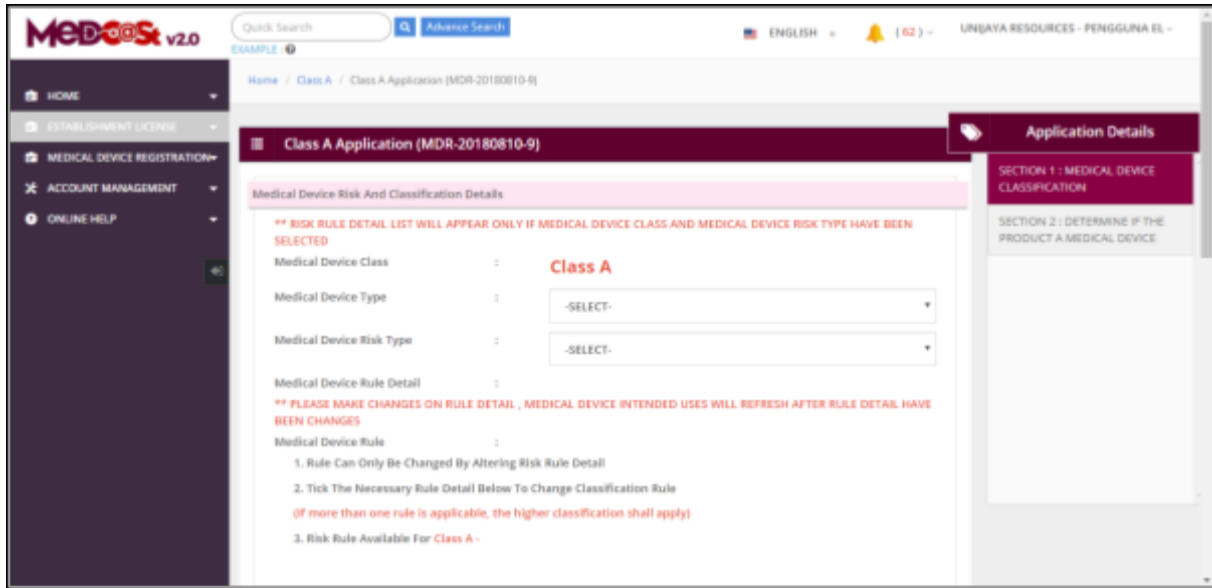 MeDC@St v2.0
Quick Search
Advance Search
EXAMPLE :
ENGLISH
( 62 )
UNIJAYA RESOURCES - PENGGUNA EL
Home / Class A / Class A Application (MDR-20180810-9)
HOME
ESTABLISHMENT LICENSE
MEDICAL DEVICE REGISTRATION
ACCOUNT MANAGEMENT
ONLINE HELP
Class A Application (MDR-20180810-9)
Application Details
SECTION 1 : MEDICAL DEVICE
CLASSIFICATION
SECTION 2 : DETERMINE IF THE
PRODUCT A MEDICAL DEVICE
Medical Device Risk And Classification Details
** RISK RULE DETAIL LIST WILL APPEAR ONLY IF MEDICAL DEVICE CLASS AND MEDICAL DEVICE RISK TYPE HAVE BEEN
SELECTED
Medical Device Class : Class A
Medical Device Type : -SELECT-
Medical Device Risk Type : -SELECT-
Medical Device Rule Detail :
** PLEASE MAKE CHANGES ON RULE DETAIL , MEDICAL DEVICE INTENDED USES WILL REFRESH AFTER RULE DETAIL HAVE
BEEN CHANGES
Medical Device Rule :
1. Rule Can Only Be Changed By Altering Risk Rule Detail
2. Tick The Necessary Rule Detail Below To Change Classification Rule
(If more than one rule is applicable, the higher classification shall apply)
3. Risk Rule Available For Class A -